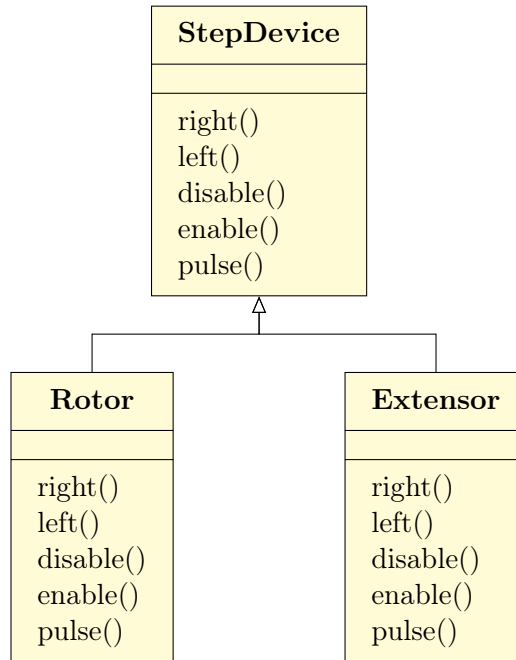 StepDevice
right()
left()
disable()
enable()
pulse()
Rotor
right()
left()
disable()
enable()
pulse()
Extensor
right()
left()
disable()
enable()
pulse()